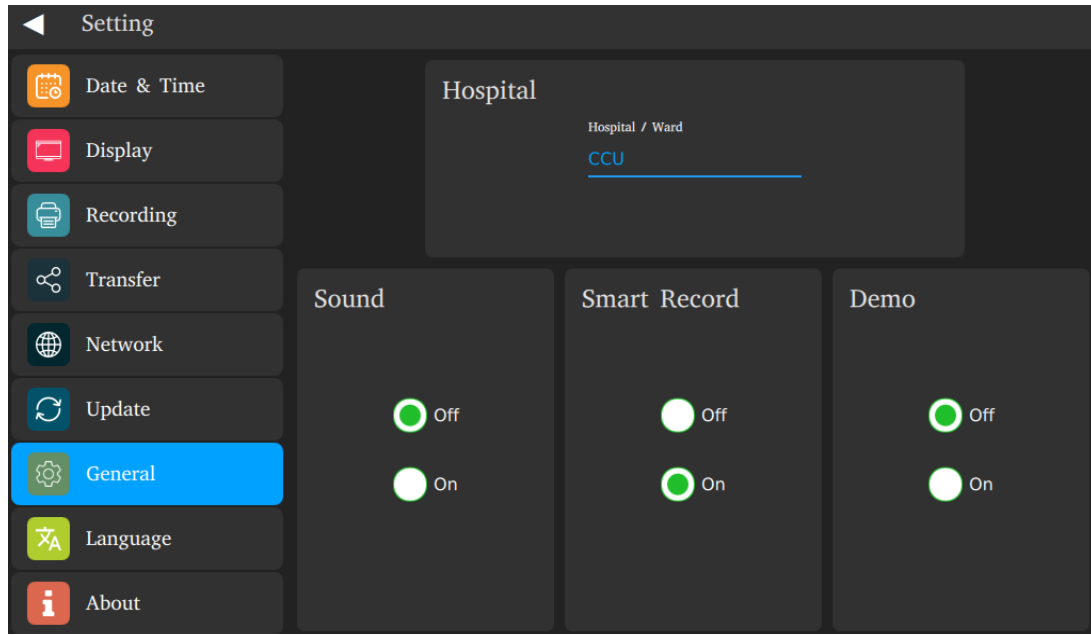 Setting
Date & Time
Display
Recording
Transfer
Network
Update
General
Language
About
Hospital
Hospital / Ward
CCU
Sound
Off
On
Smart Record
Off
On
Demo
Off
On